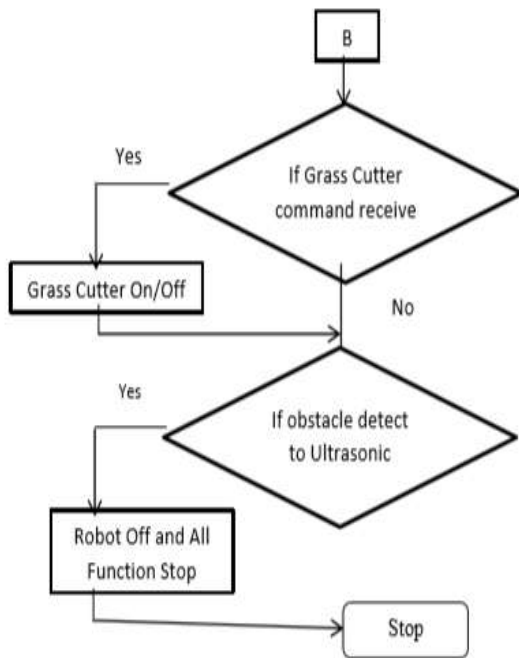 B
Yes
If Grass Cutter
command receive
Grass Cutter On/Off
No
Yes
If obstacle detect
to Ultrasonic
Robot Off and All
Function Stop
Stop